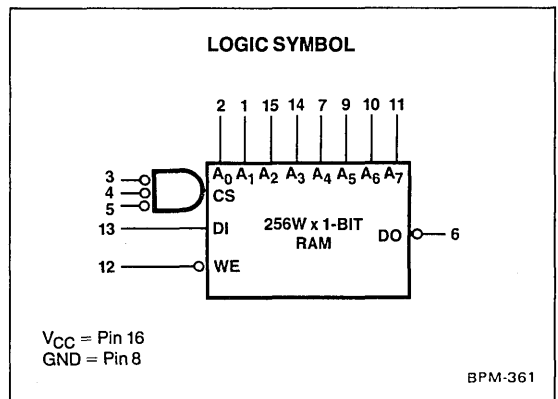 LOGIC SYMBOL
2 1 15 14 7 9 10 11
A0 A1 A2 A3 A4 A5 A6 A7
3
4
5
CS
13 DI
256W x 1-BIT
RAM
DO 6
12 WE
VCC = Pin 16
GND = Pin 8
BPM-361